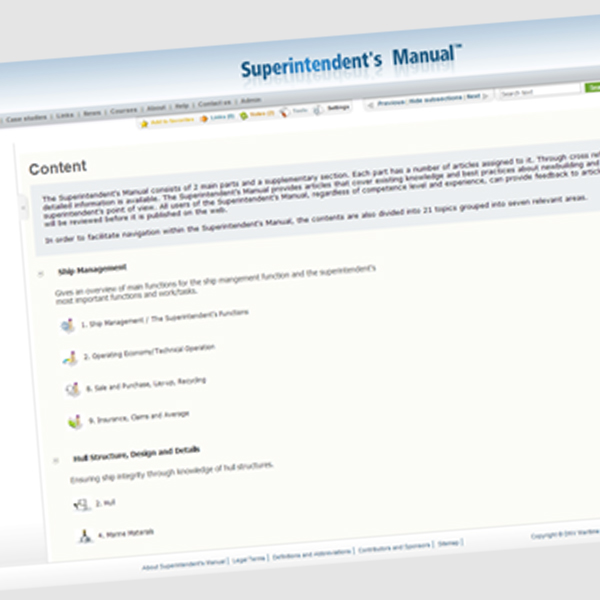 Superintendent's Manual™
Case studies | Links | News | Courses | About | Help | Contact us | Admin
Add to favorites Links (0) Notes (0) Tools Settings Previous | Hide subsections | Next Search text
Content
The Superintendent's Manual consists of 2 main parts and a supplementary section. Each part has a number of articles assigned to it. Through cross
detailed information is available. The Superintendent's Manual provides articles that cover existing knowledge and best practices about newbuilding and
superintendent's point of view. All users of the Superintendent's Manual, regardless of competence level and experience, can provide feedback to
will be reviewed before it is published on the web.
In order to facilitate navigation within the Superintendent's Manual, the contents are also divided into 21 topics grouped into seven relevant areas.
Ship Management
Gives an overview of main functions for the ship mangement function and the superintendent's
most important functions and work/tasks.
1. Ship Management / The Superintendent's Functions
2. Operating Economy/Technical Operation
8. Sale and Purchase, Lay-up, Recycling
9. Insurance, Claims and Average
Hull Structure, Design and Details
Ensuring ship integrity through knowledge of hull structures.
Hull
4. Marine Materials
About Superintendent's Manual | Legal Terms | Definitions and Abbreviations | Contributors and Sponsors | Sitemap |
Copyright ©